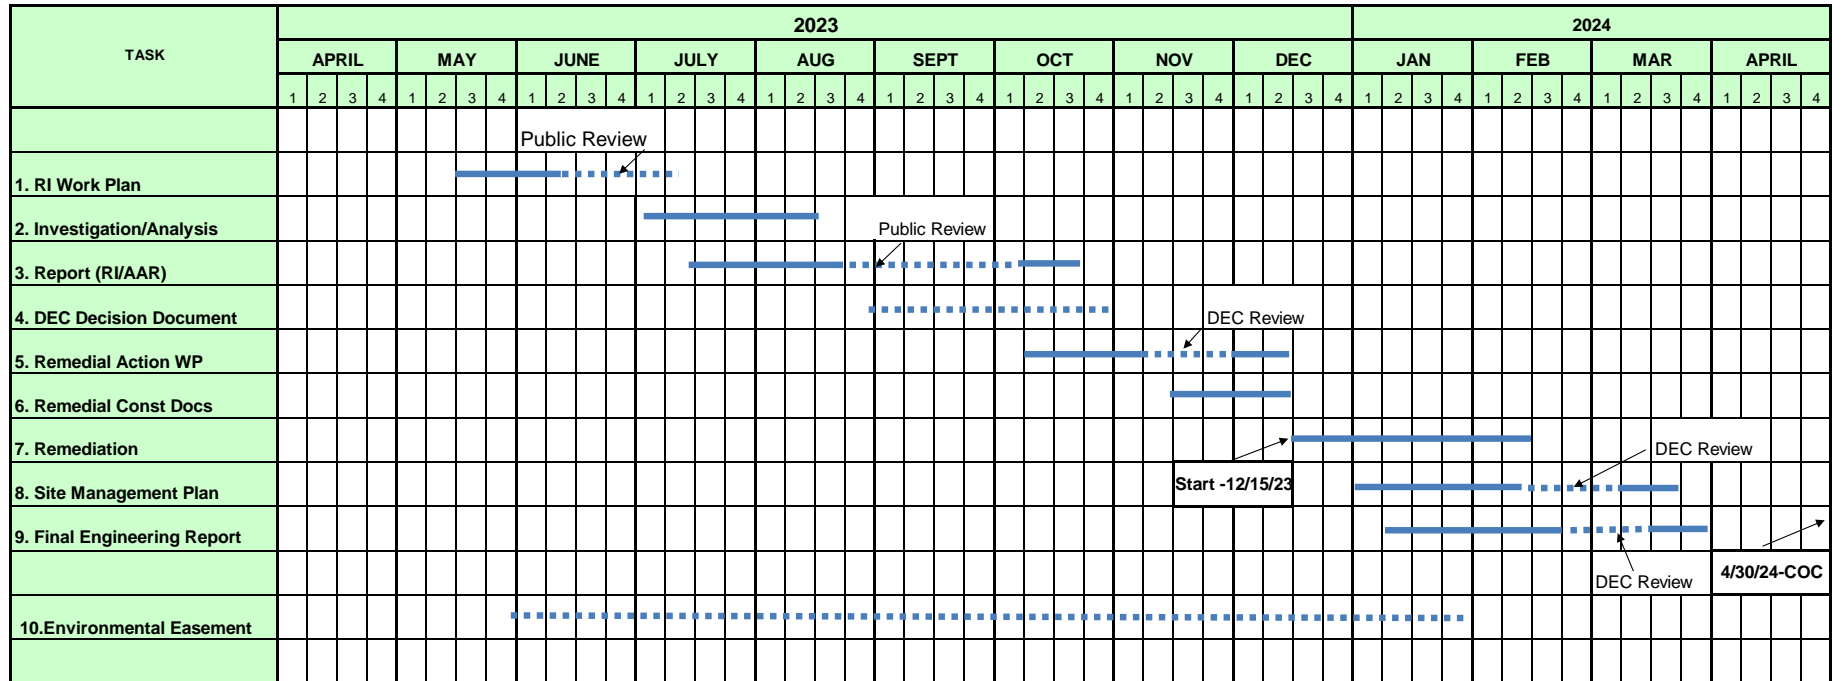 2023 2024
TASK APRIL MAY JUNE JULY AUG SEPT OCT NOV DEC JAN FEB MAR APRIL
1 2 3 4 1 2 3 4 1 2 3 4 1 2 3 4 1 2 3 4 1 2 3 4 1 2 3 4 1 2 3 4 1 2 3 4 1 2 3 4 1 2 3 4 1 2 3 4 1 2 3 4
Public Review
1. RI Work Plan
2. Investigation/Analysis
Public Review
3. Report (RI/AAR)
4. DEC Decision Document
DEC Review
5. Remedial Action WP
6. Remedial Const Docs
7. Remediation
DEC Review
Start -12/15/23
8. Site Management Plan
9. Final Engineering Report
4/30/24-COC
DEC Review
10.Environmental Easement